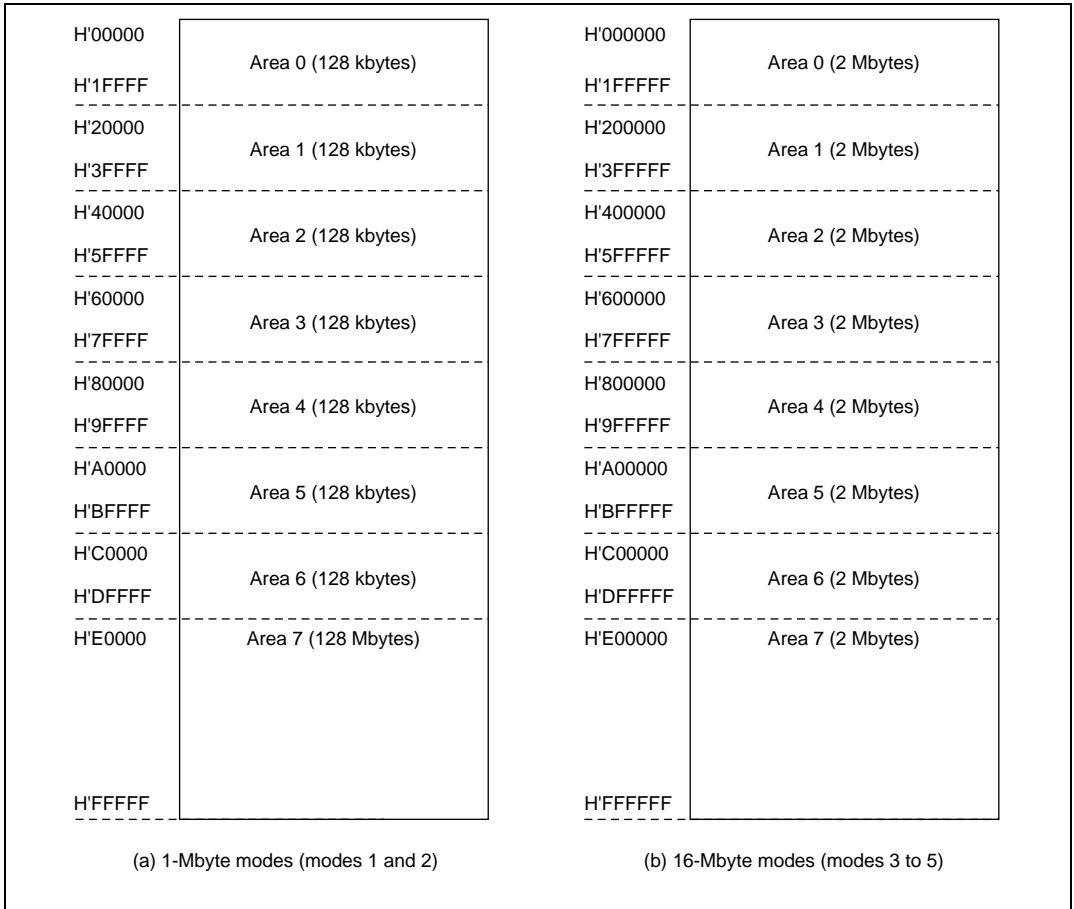 H'00000
Area 0 (128 kbytes)
H'1FFFF
H'20000
Area 1 (128 kbytes)
H'3FFFF
H'40000
Area 2 (128 kbytes)
H'5FFFF
H'60000
Area 3 (128 kbytes)
H'7FFFF
H'80000
Area 4 (128 kbytes)
H'9FFFF
H'A0000
Area 5 (128 kbytes)
H'BFFFF
H'C0000
Area 6 (128 kbytes)
H'DFFFF
H'E0000
Area 7 (128 Mbytes)
H'FFFFF
(a) 1-Mbyte modes (modes 1 and 2)
H'000000
Area 0 (2 Mbytes)
H'1FFFFF
H'200000
Area 1 (2 Mbytes)
H'3FFFFF
H'400000
Area 2 (2 Mbytes)
H'5FFFFF
H'600000
Area 3 (2 Mbytes)
H'7FFFFF
H'800000
Area 4 (2 Mbytes)
H'9FFFFF
H'A00000
Area 5 (2 Mbytes)
H'BFFFFF
H'C00000
Area 6 (2 Mbytes)
H'DFFFFF
H'E00000
Area 7 (2 Mbytes)
H'FFFFFF
(b) 16-Mbyte modes (modes 3 to 5)